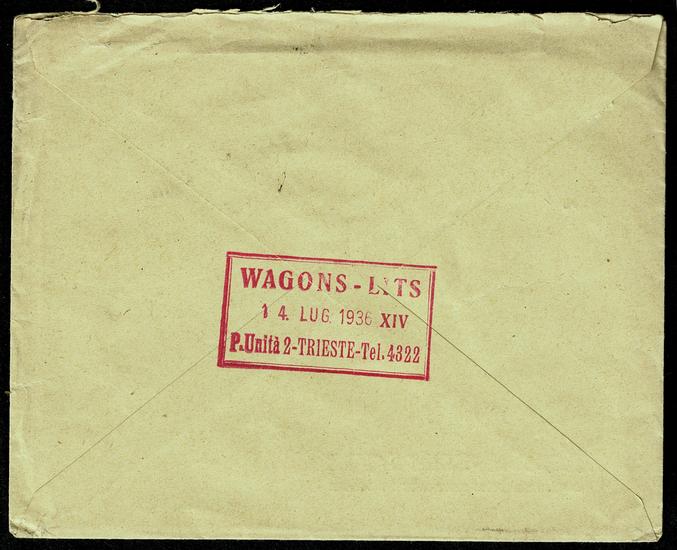 WAGONS-LITS
14. LUG. 1936 XIV
P. Unità 2-TRIESTE-Tel. 4322